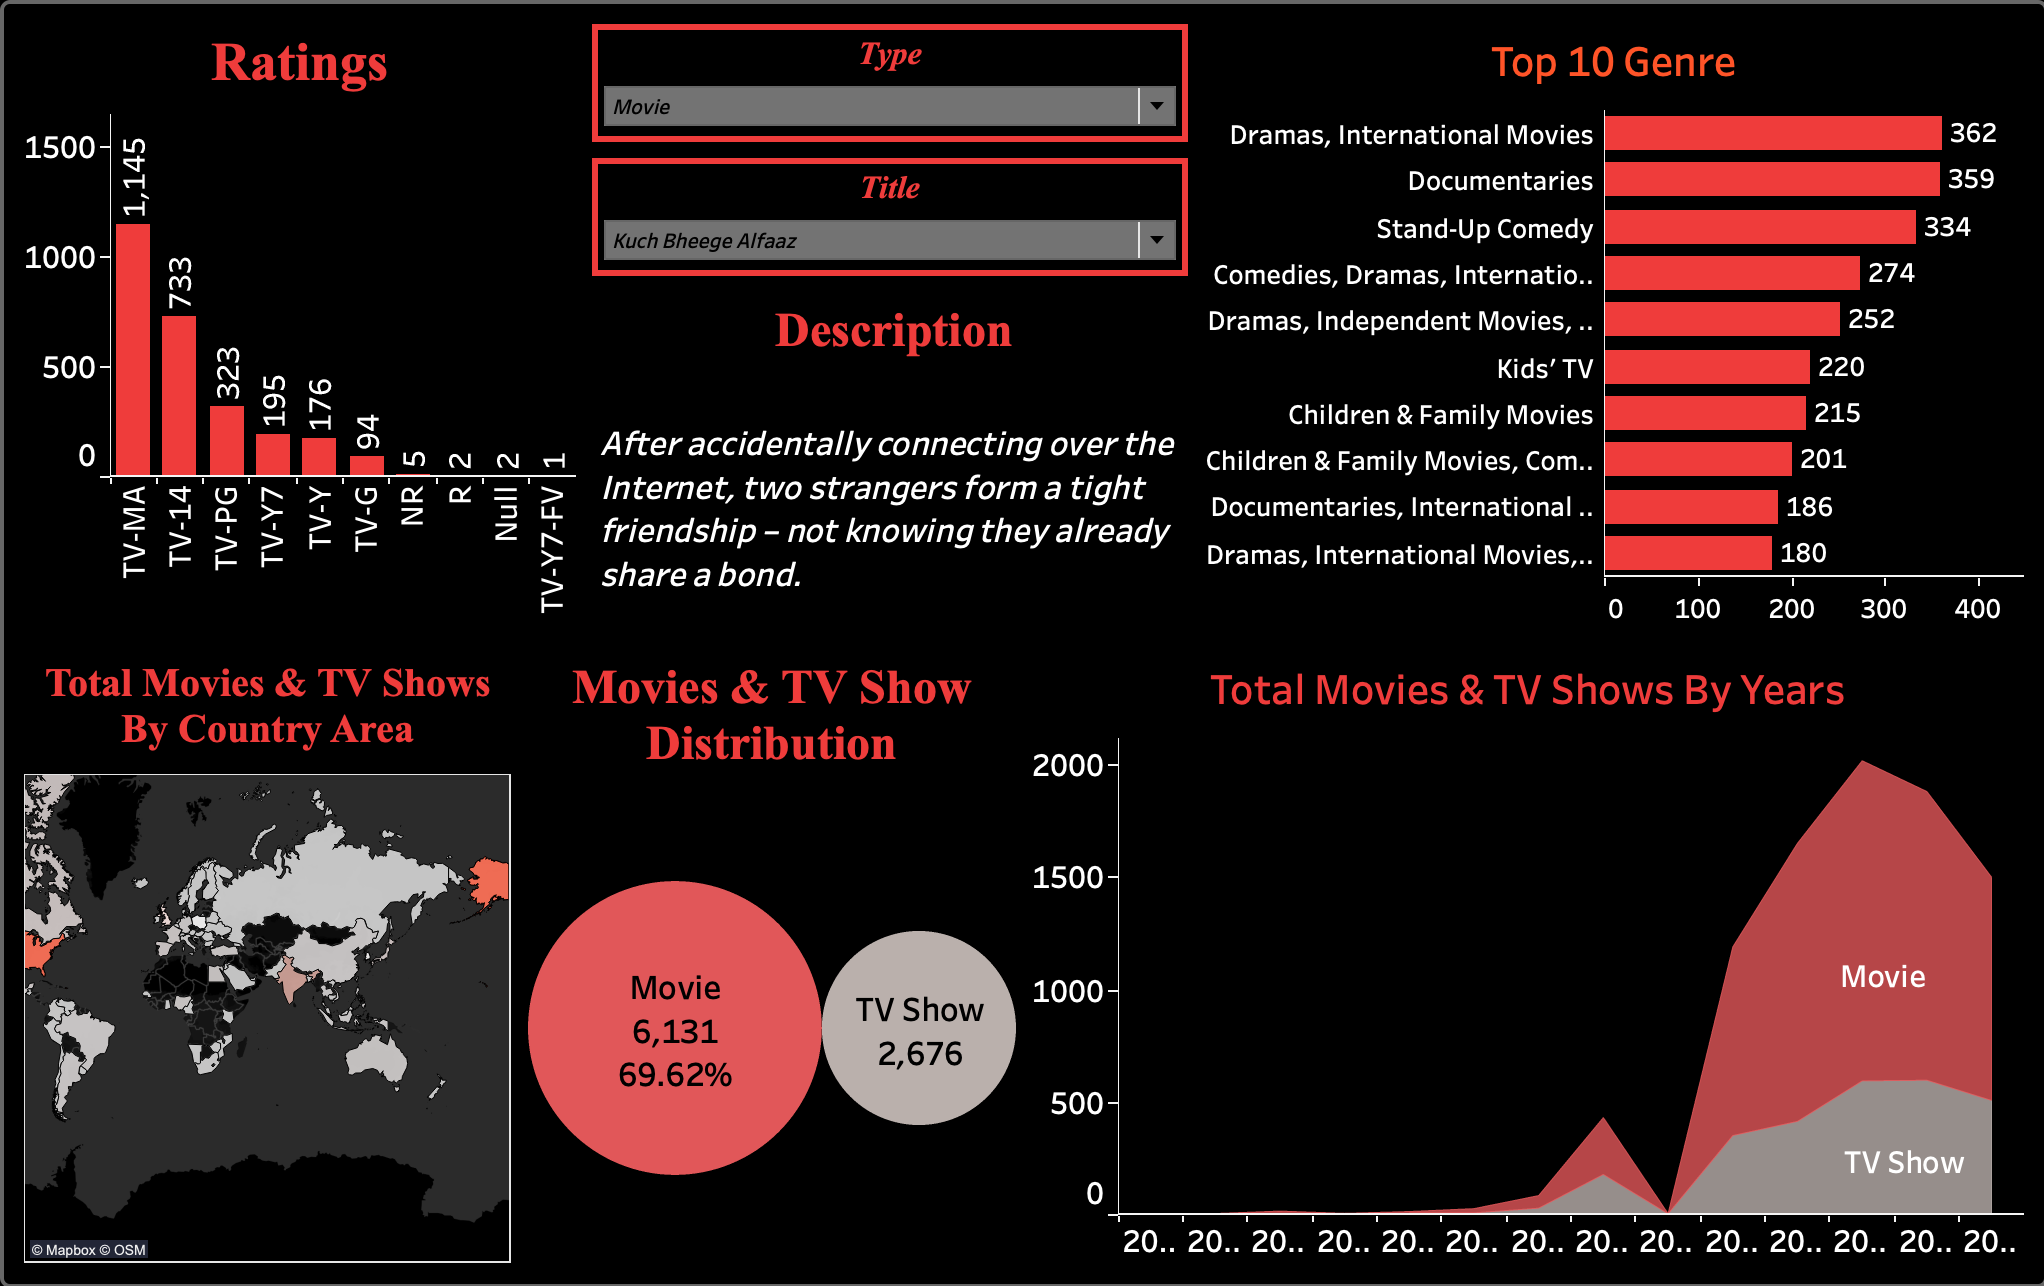 Ratings
1500
1000
500
0
1,145
733
323
195
176
94
5
2
2
1
TV-MA
TV-14
TV-PG
TV-Y7
TV-Y
TV-G
NR
R
Null
TV-Y7-FV
Type
Movie
Title
Kuch Bheege Alfaaz
Description
After accidentally connecting over the
Internet, two strangers form a tight
friendship – not knowing they already
share a bond.
Top 10 Genre
Dramas, International Movies 362
Documentaries 359
Stand-Up Comedy 334
Comedies, Dramas, Internatio.. 274
Dramas, Independent Movies, .. 252
Kids’ TV 220
Children & Family Movies 215
Children & Family Movies, Com.. 201
Documentaries, International .. 186
Dramas, International Movies,.. 180
0 100 200 300 400
Total Movies & TV Shows
By Country Area
© Mapbox © OSM
Movies & TV Show
Distribution
Movie
6,131
69.62%
TV Show
2,676
Total Movies & TV Shows By Years
2000
1500
1000
500
0
Movie
TV Show
20.. 20.. 20.. 20.. 20.. 20.. 20.. 20.. 20.. 20.. 20.. 20.. 20.. 20..